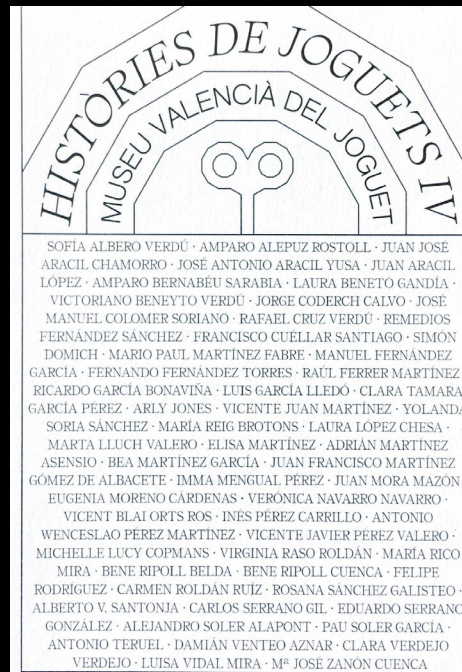 HISTÒRIES DE JOGUETS IV
MUSEU VALENCIÀ DEL JOGUET
SOFÍA ALBERO VERDÚ · AMPARO ALEPUZ ROSTOLL · JUAN JOSÉ
ARACIL CHAMORRO · JOSÉ ANTONIO ARACIL YUSA · JUAN ARACIL
LÓPEZ · AMPARO BERNABÉU SARABIA · LAURA BENETÓ GANDÍA ·
VICTORIANO BENEYTO VERDÚ · JORGE CODERCH CALVO · JOSÉ
MANUEL COLOMER SORIANO · RAFAEL CRUZ VERDÚ · REMEDIOS
FERNÁNDEZ SÁNCHEZ · FRANCISCO CUÉLLAR SANTIAGO · SIMÓN
DOMICH · MARIO PAUL MARTÍNEZ FABRE · MANUEL FERNÁNDEZ
GARCÍA · FERNANDO FERNÁNDEZ TORRES · RAÚL FERRER MARTÍNEZ
RICARDO GARCÍA BONAVIÑA · LUIS GARCÍA LLEDÓ · CLARA TAMARA
GARCÍA PÉREZ · ARLY JONES · VICENTE JUAN MARTÍNEZ · YOLANDA
SORIA SÁNCHEZ · MARÍA REIG BROTONS · LAURA LÓPEZ CHESA ·
MARTA LLUCH VALERO · ELISA MARTÍNEZ · ADRIÁN MARTÍNEZ
ASENSIO · BEA MARTÍNEZ GARCÍA · JUAN FRANCISCO MARTÍNEZ
GÓMEZ DE ALBACETE · IMMA MENGUAL PÉREZ · JUAN MORA MAZÓN
EUGENIA MORENO CÁRDENAS · VERÓNICA NAVARRO NAVARRO ·
VICENT BLAI ORTS ROS · INÉS PÉREZ CARRILLO · ANTONIO
WENCESLAO PÉREZ MARTÍNEZ · VICENTE JAVIER PÉREZ VALERO ·
MICHELLE LUCY COPMANS · VIRGINIA RASO ROLDÁN · MARÍA RICO
MIRA · BENE RIPOLL BELDA · BENE RIPOLL CUENCA · FELIPE
RODRÍGUEZ · CARMEN ROLDÁN RUÍZ · ROSANA SÁNCHEZ GALISTEO ·
ALBERTO V. SANTONJA · CARLOS SERRANO GIL · EDUARDO SERRANO
GONZÁLEZ · ALEJANDRO SOLER ALAPONT · PAU SOLER GARCÍA ·
ANTONIO TERUEL · DAMIÁN VENTEO AZNAR · CLARA VERDEJO
VERDEJO · LUISA VIDAL MIRA · Mª JOSÉ ZANÓN CUENCA